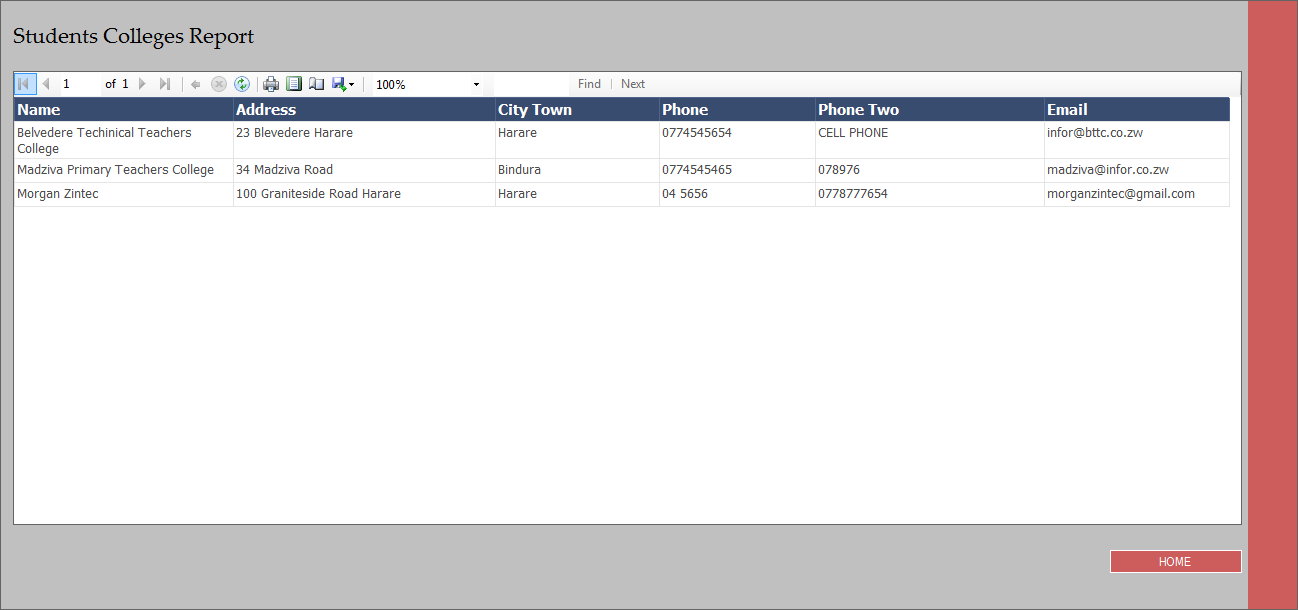 Students Colleges Report
1 of 1 100% Find Next
Name Address City Town Phone Phone Two Email
Belvedere Techinical Teachers College 23 Blevedere Harare Harare 0774545654 CELL PHONE infor@bttc.co.zw
Madziva Primary Teachers College 34 Madziva Road Bindura 0774545465 078976 madziva@infor.co.zw
Morgan Zintec 100 Graniteside Road Harare Harare 04 5656 0778777654 morganzintec@gmail.com
HOME